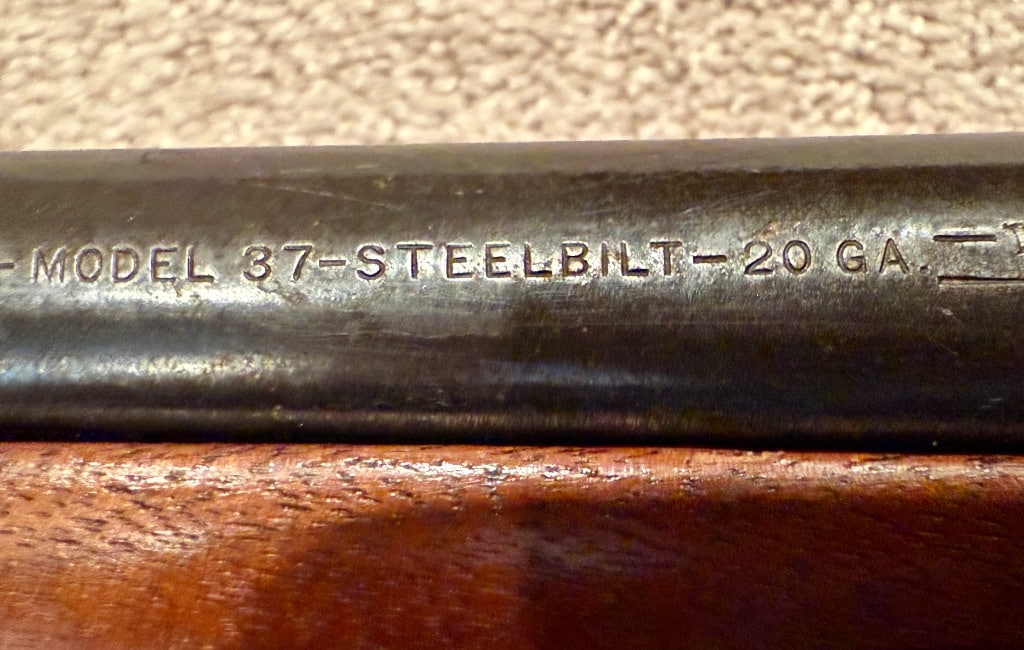 -MODEL 37-STEELBILT-20 GA.